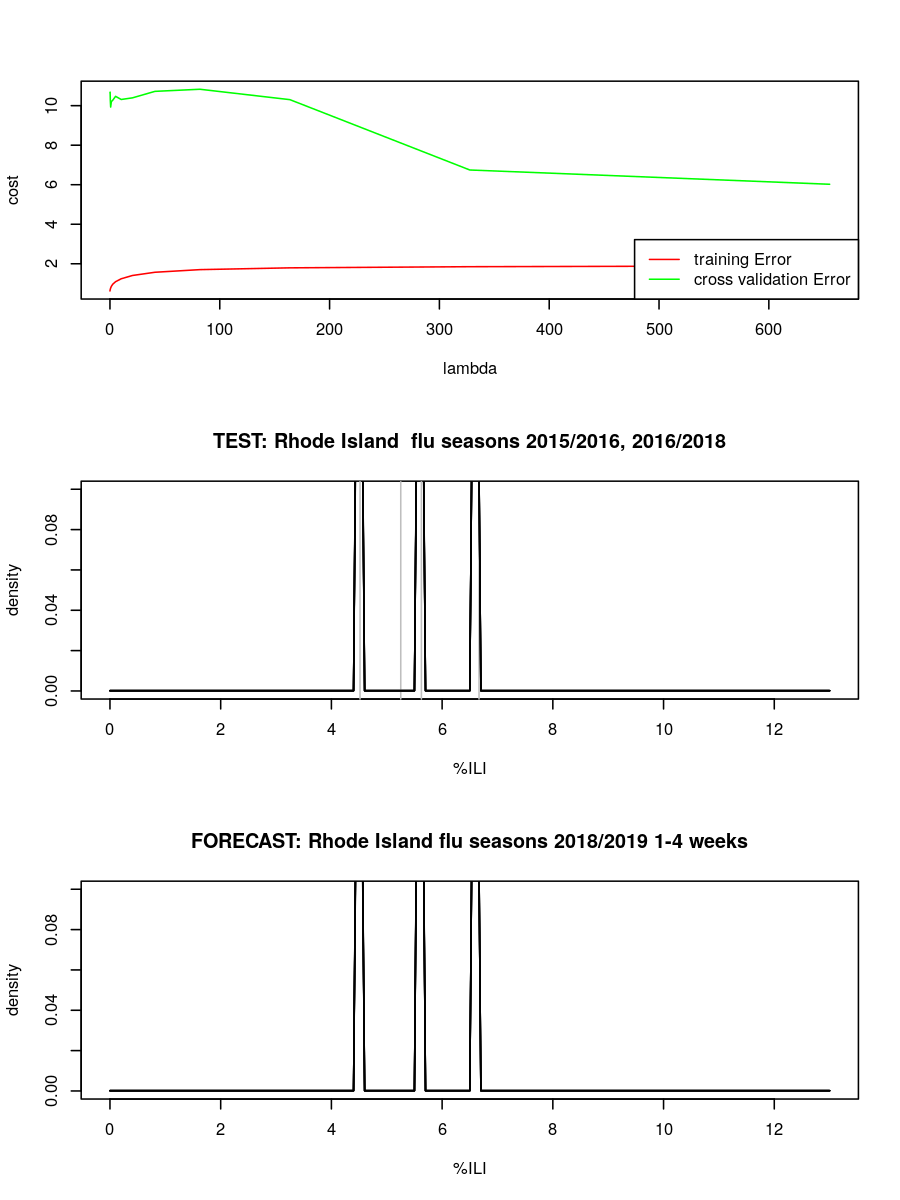 cost
2 4 6 8 10
training Error
cross validation Error
0 100 200 300 400 500 600
lambda
TEST: Rhode Island  flu seasons 2015/2016, 2016/2018
density
0.00 0.04 0.08
0 2 4 6 8 10 12
%ILI
FORECAST: Rhode Island flu seasons 2018/2019 1-4 weeks
density
0.00 0.04 0.08
0 2 4 6 8 10 12
%ILI